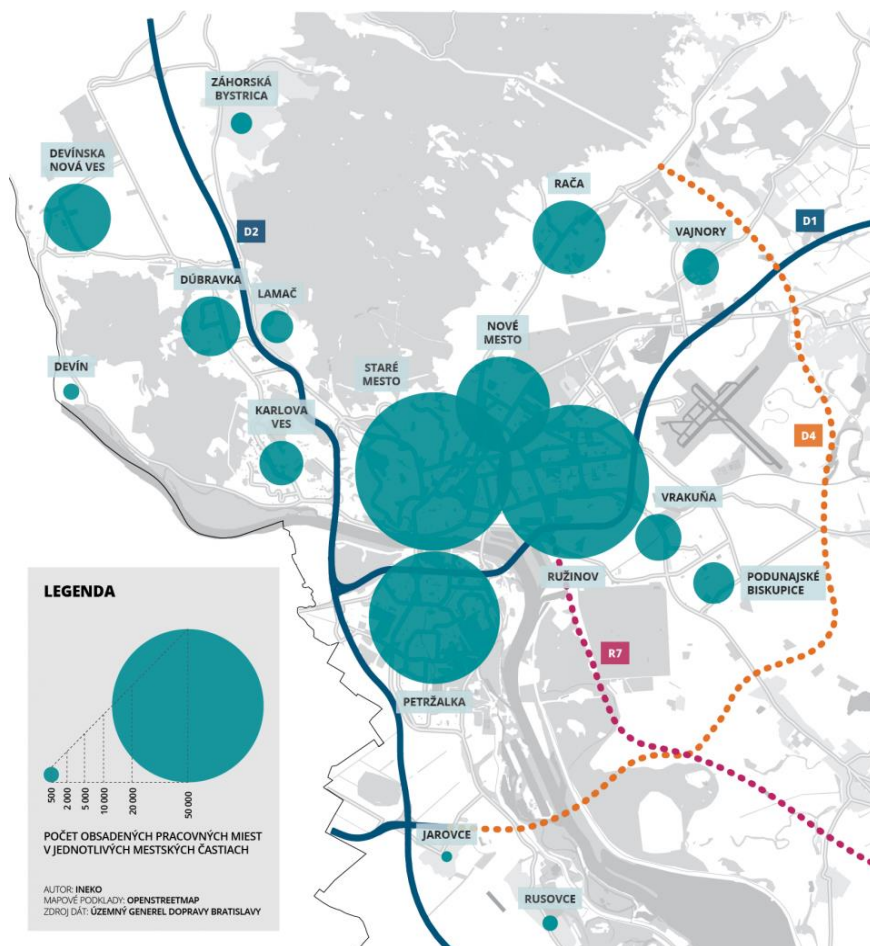 ZÁHORSKÁ
BYSTRICA
DEVÍNSKA
NOVÁ VES
RAČA
D1
D2
VAJNORY
DÚBRAVKA
LAMAČ
NOVÉ
MESTO
STARÉ
MESTO
DEVÍN
KARLOVA
VES
D4
VRAKUŇA
RUŽINOV
PODUNAJSKÉ
BISKUPICE
R7
PETRŽALKA
JAROVCE
RUSOVCE
LEGENDA
500
2 000
5 000
10 000
20 000
50 000
POČET OBSADENÝCH PRACOVNÝCH MIEST
V JEDNOTLIVÝCH MESTSKÝCH ČASTIACH
AUTOR: INEKO
MAPOVÉ PODKLADY: OPENSTREETMAP
ZDROJ DÁT: ÚZEMNÝ GENEREL DOPRAVY BRATISLAVY